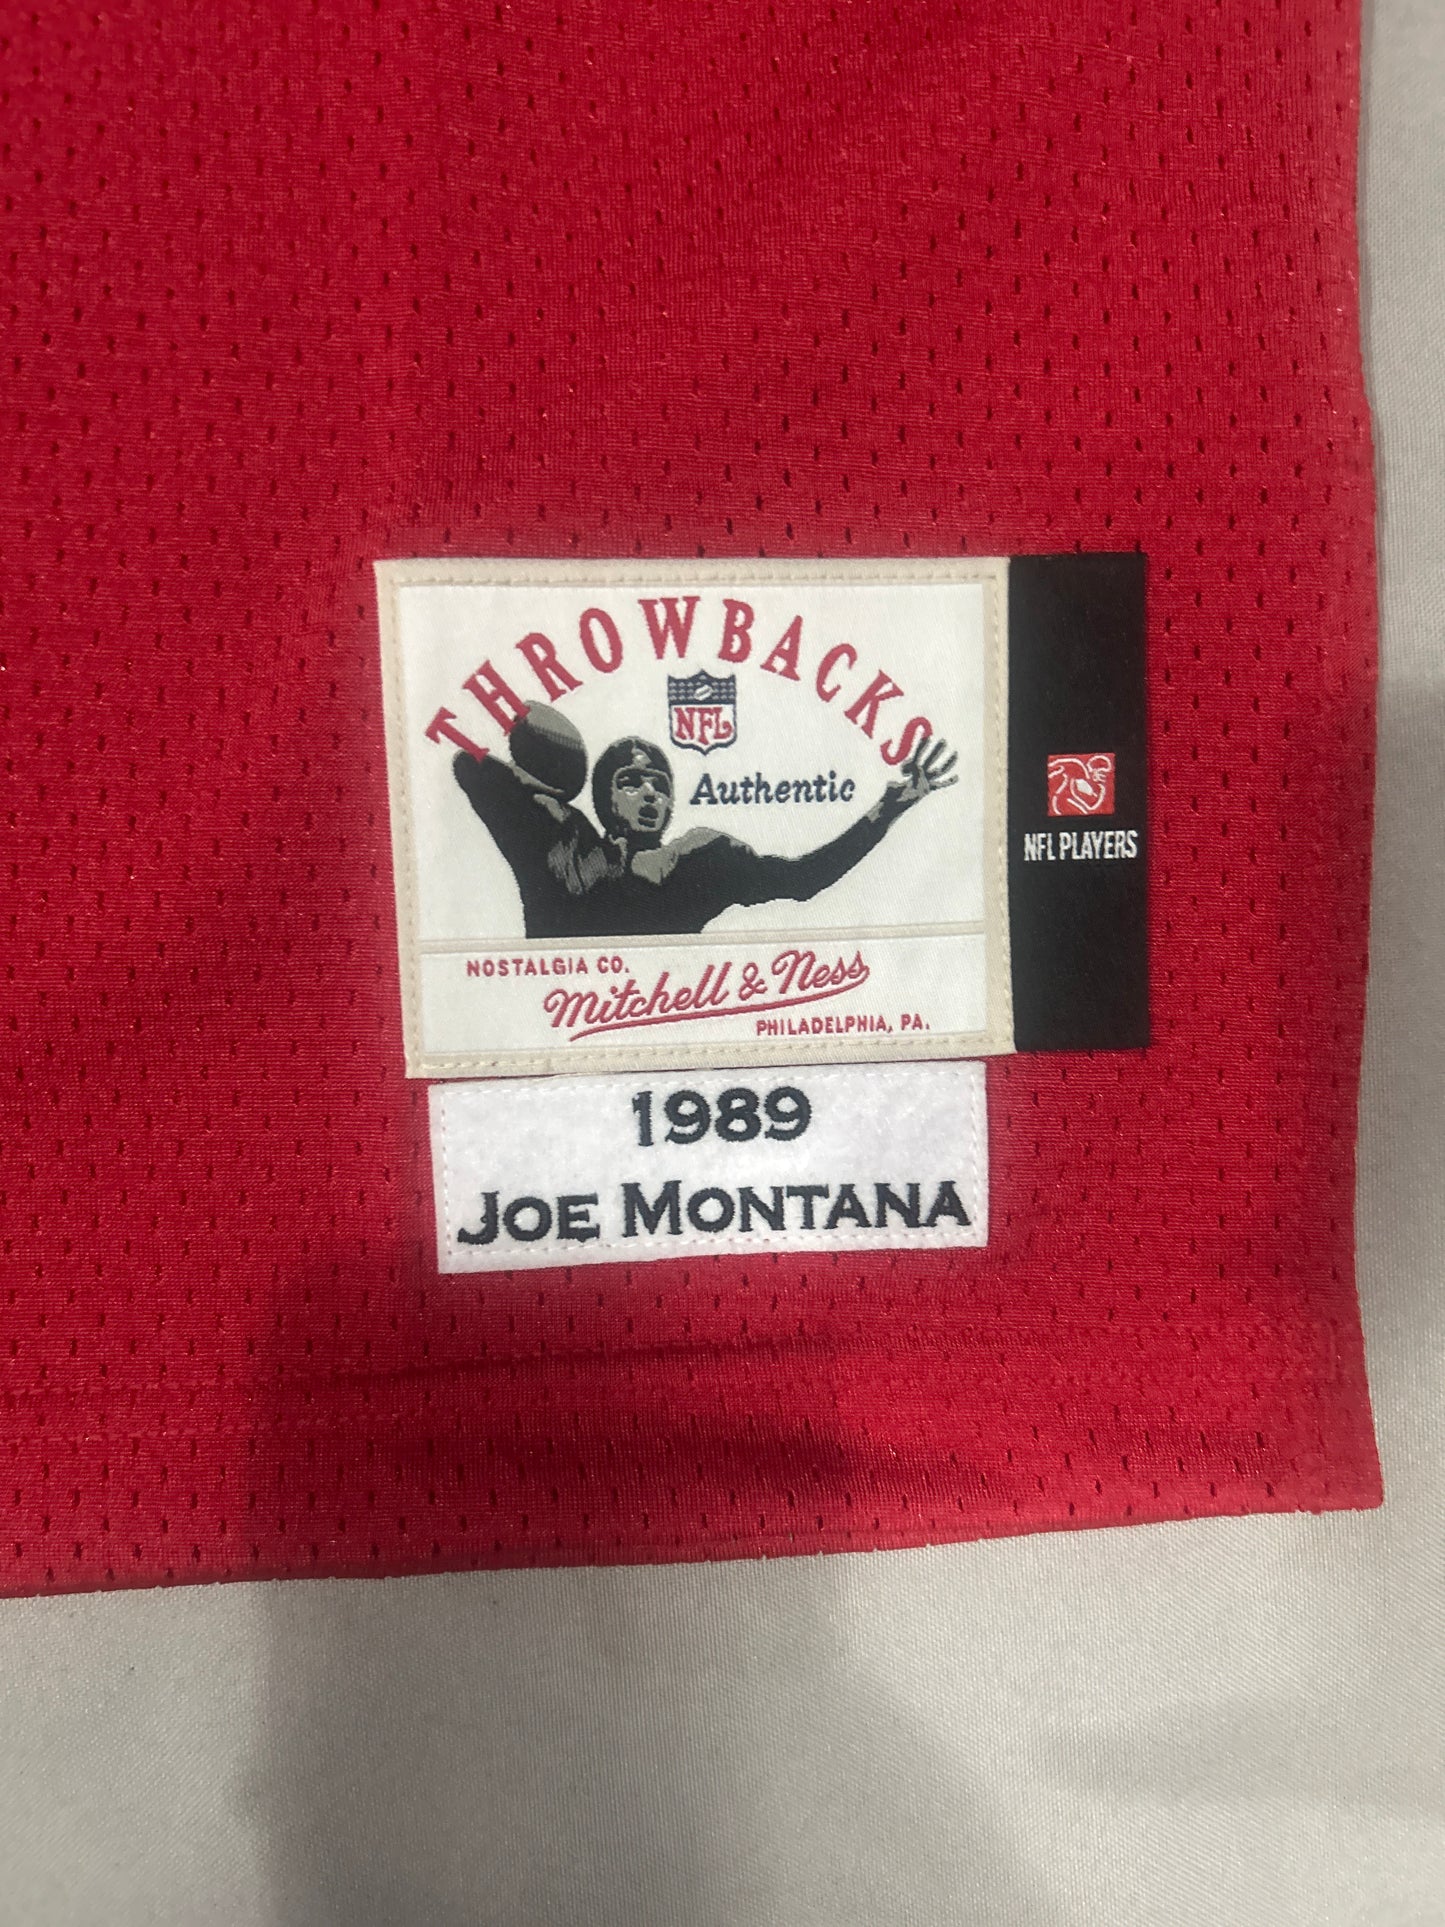 THROWBACKS
NFL
Authentic
NFL PLAYERS
NOSTALGIA CO.
Mitchell & Ness
PHILADELPHIA, PA.
1989
JOE MONTANA